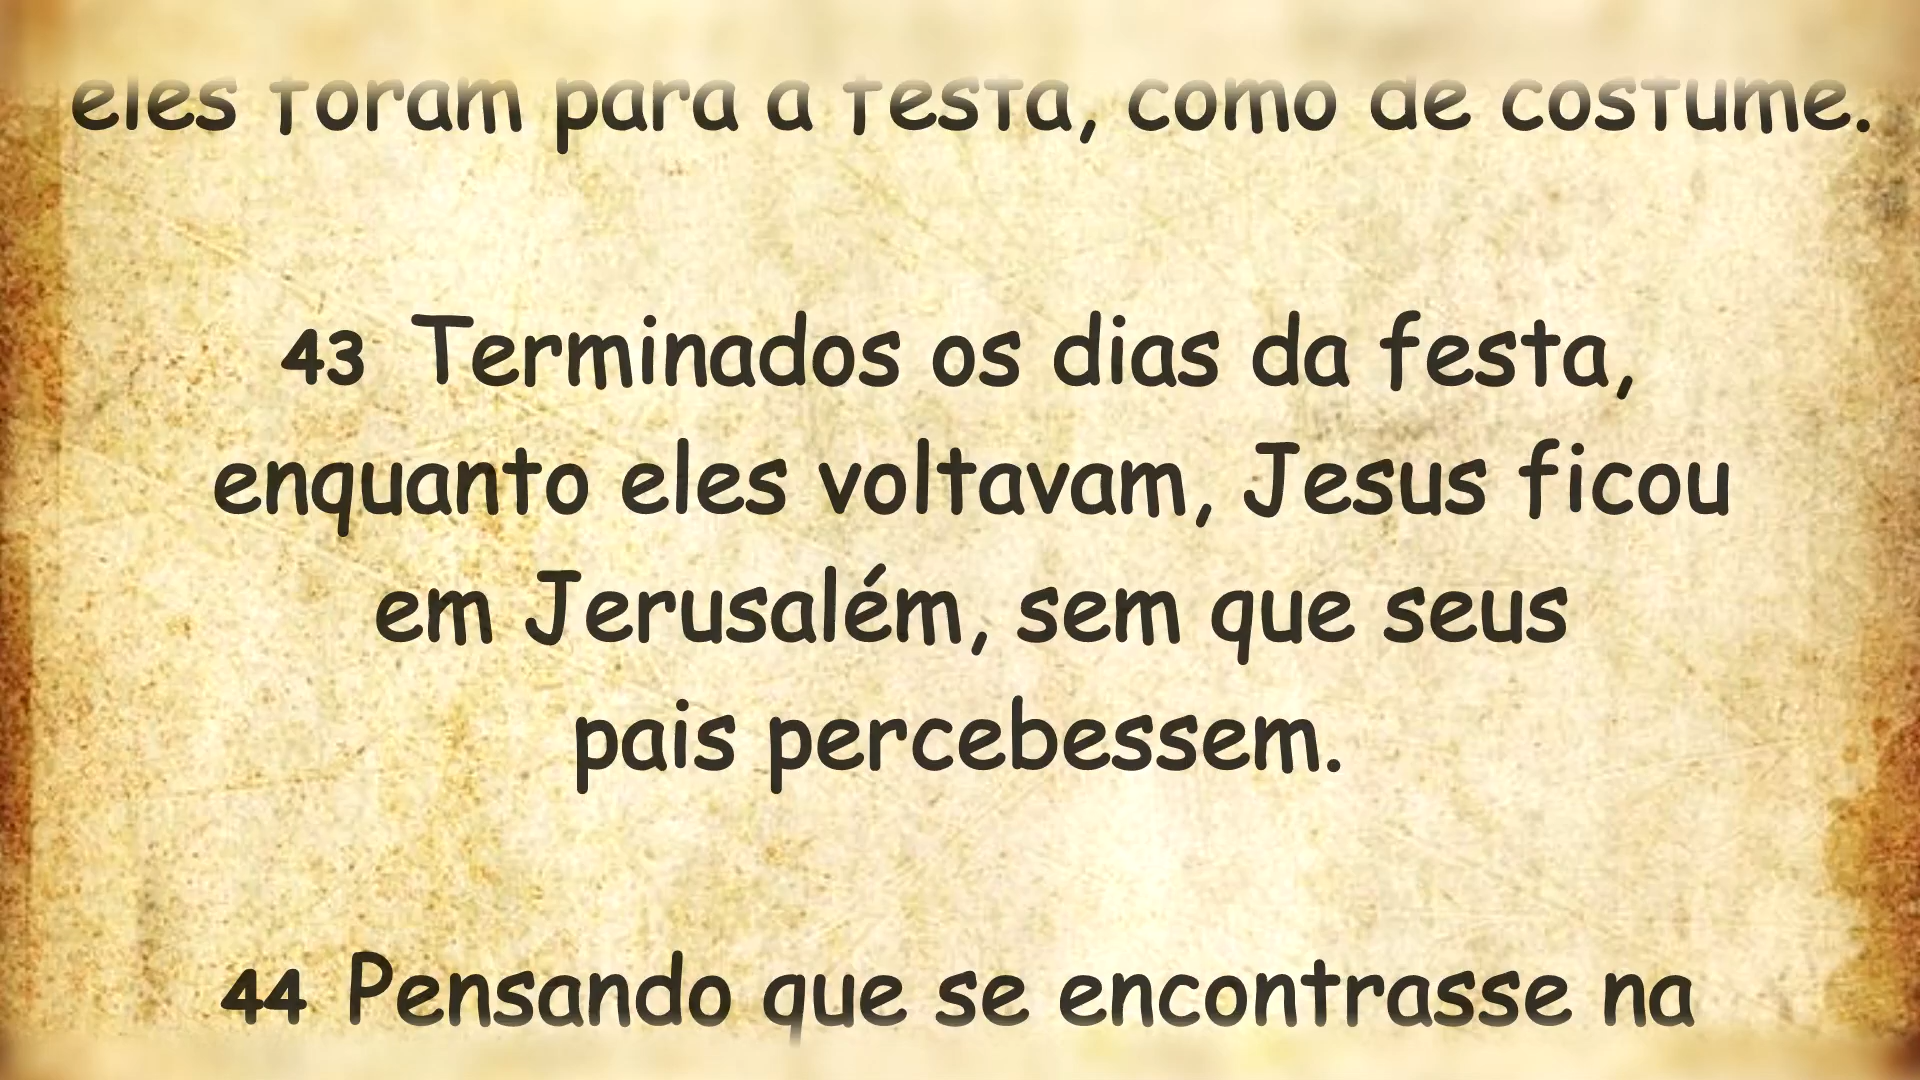 eles foram para a festa, como de costume.
43 Terminados os dias da festa,
enquanto eles voltavam, Jesus ficou
em Jerusalém, sem que seus
pais percebessem.
44 Pensando que se encontrasse na